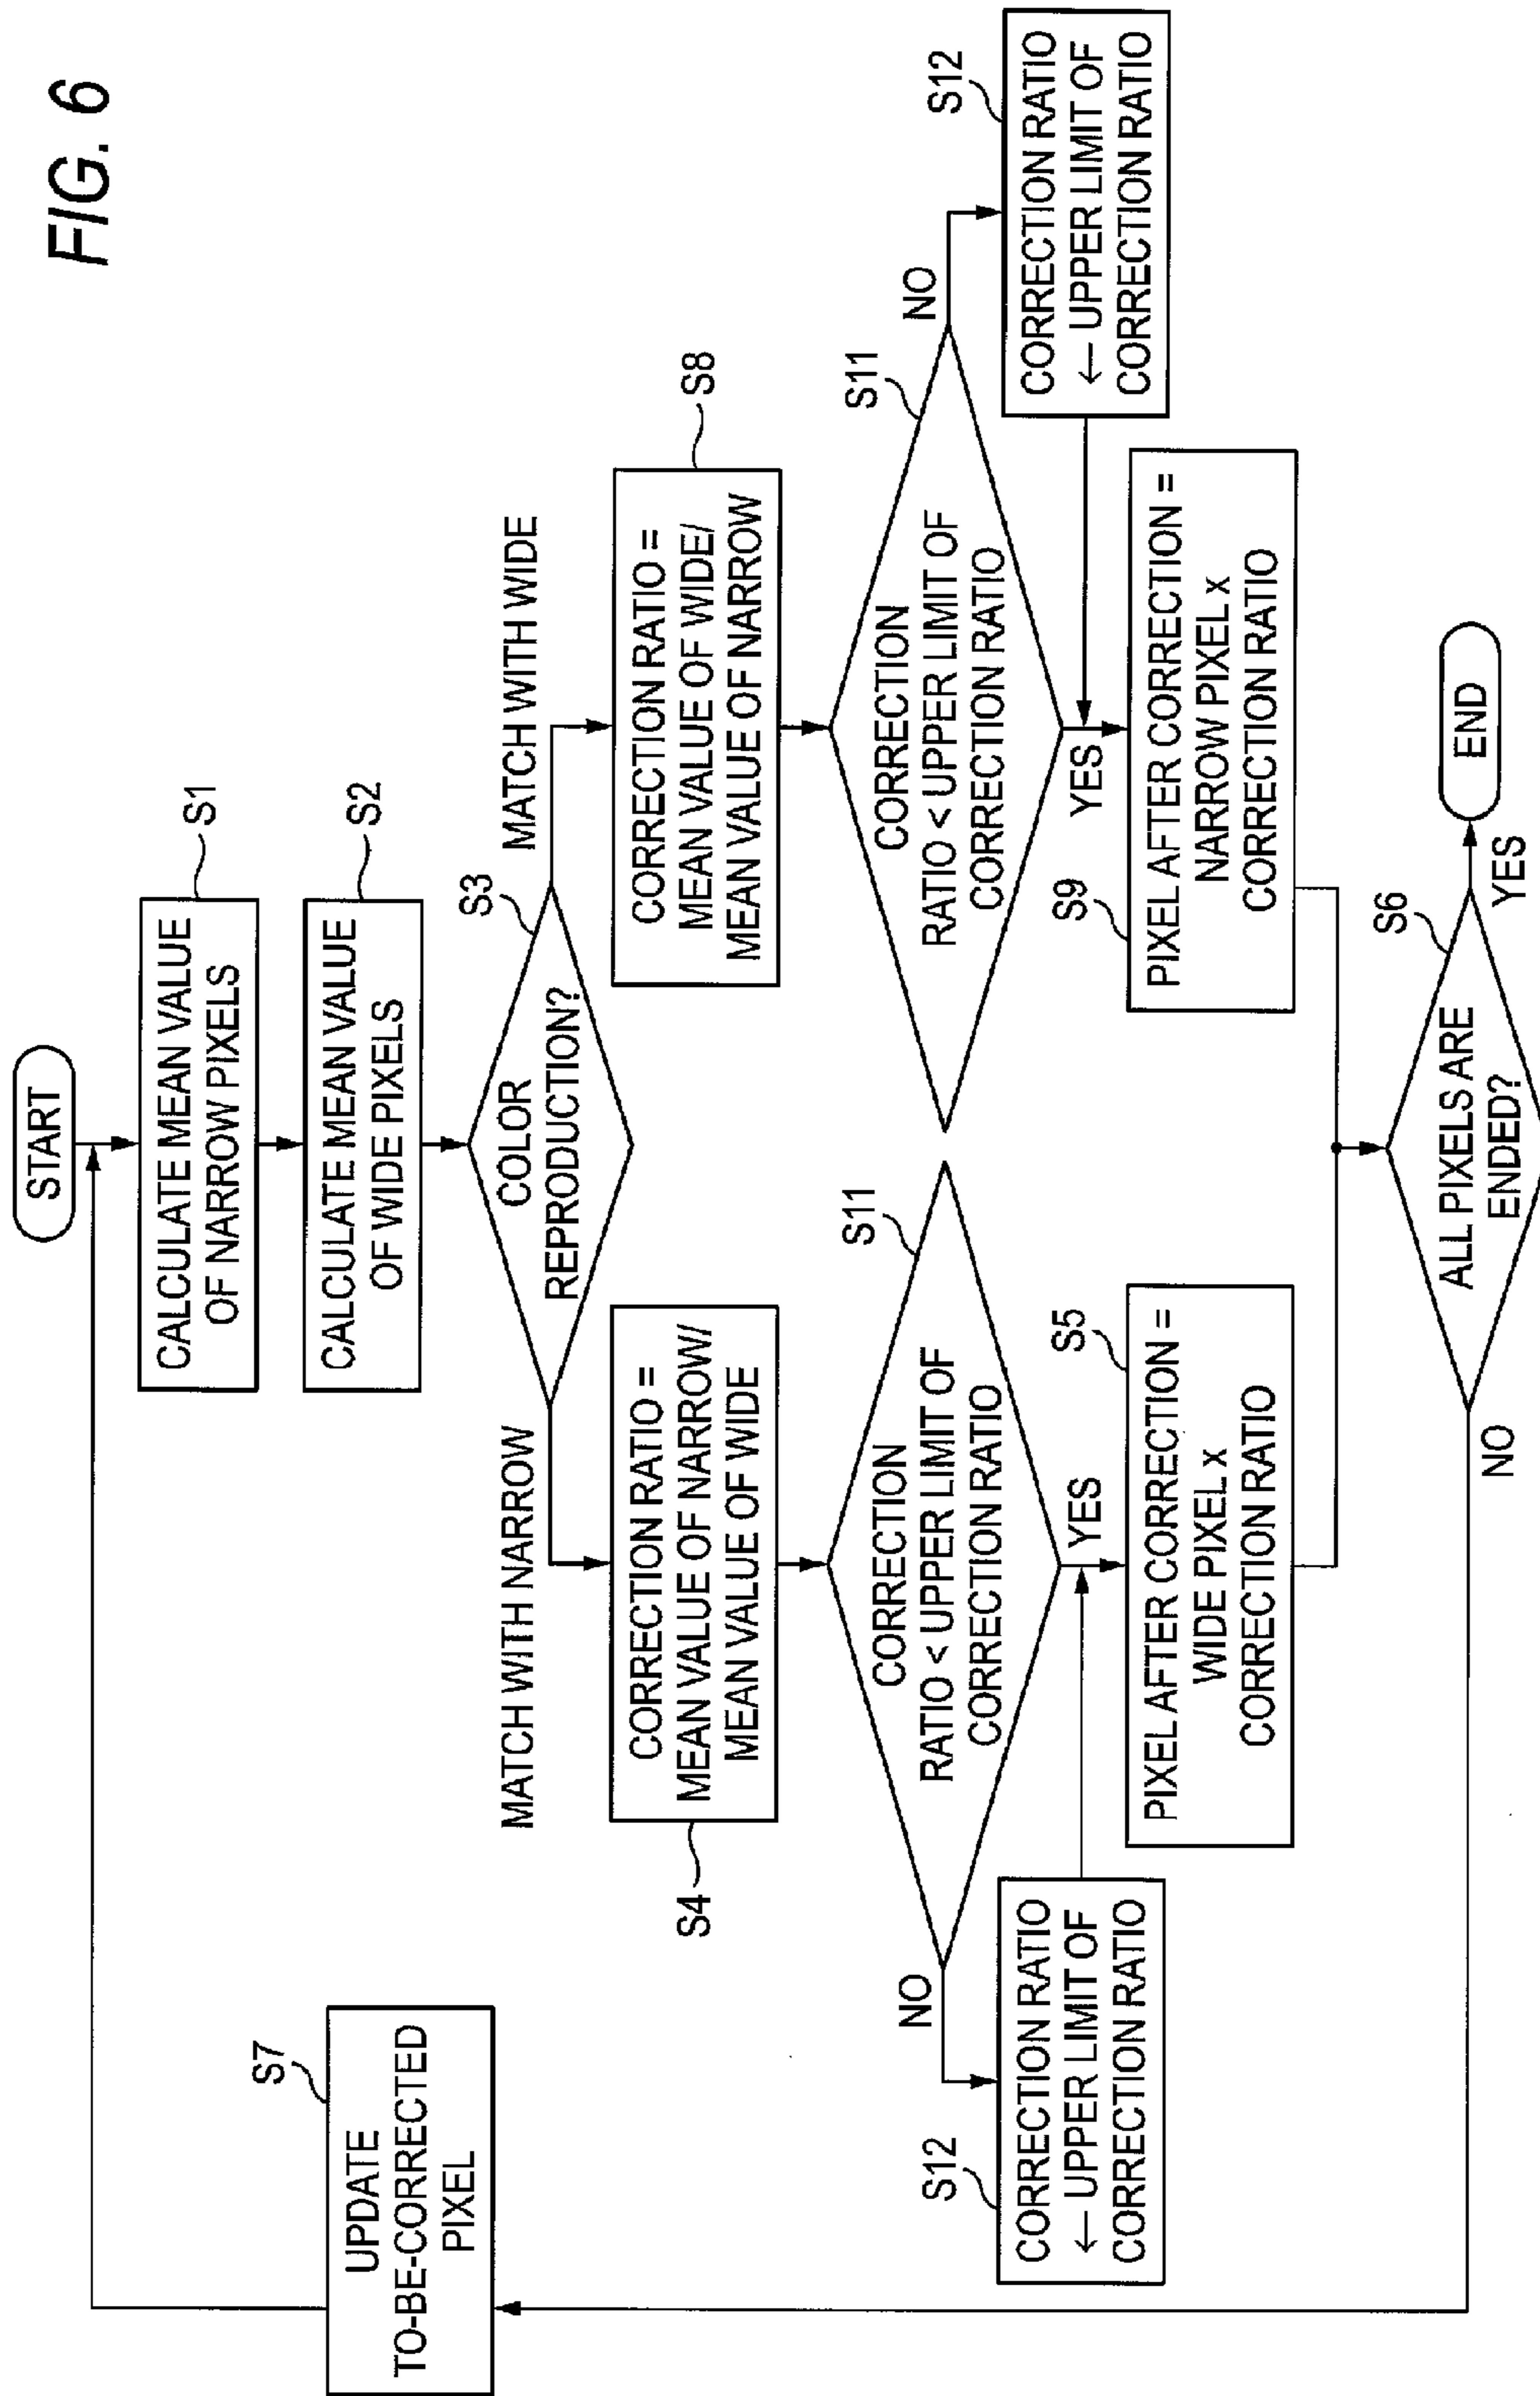 FIG. 6
START
CALCULATE MEAN VALUE
OF NARROW PIXELS
S1
CALCULATE MEAN VALUE
OF WIDE PIXELS
S2
COLOR
REPRODUCTION?
S3
MATCH WITH NARROW
MATCH WITH WIDE
CORRECTION RATIO =
MEAN VALUE OF NARROW/
MEAN VALUE OF WIDE
S4
CORRECTION RATIO =
MEAN VALUE OF WIDE/
MEAN VALUE OF NARROW
S8
CORRECTION
RATIO < UPPER LIMIT OF
CORRECTION RATIO
S11
NO
YES
CORRECTION
RATIO < UPPER LIMIT OF
CORRECTION RATIO
S11
NO
YES
S12
CORRECTION RATIO
← UPPER LIMIT OF
CORRECTION RATIO
S12
CORRECTION RATIO
← UPPER LIMIT OF
CORRECTION RATIO
S5
PIXEL AFTER CORRECTION =
WIDE PIXEL x
CORRECTION RATIO
S9
PIXEL AFTER CORRECTION =
NARROW PIXEL x
CORRECTION RATIO
S6
ALL PIXELS ARE
ENDED?
NO
YES
END
S7
UPDATE
TO-BE-CORRECTED
PIXEL